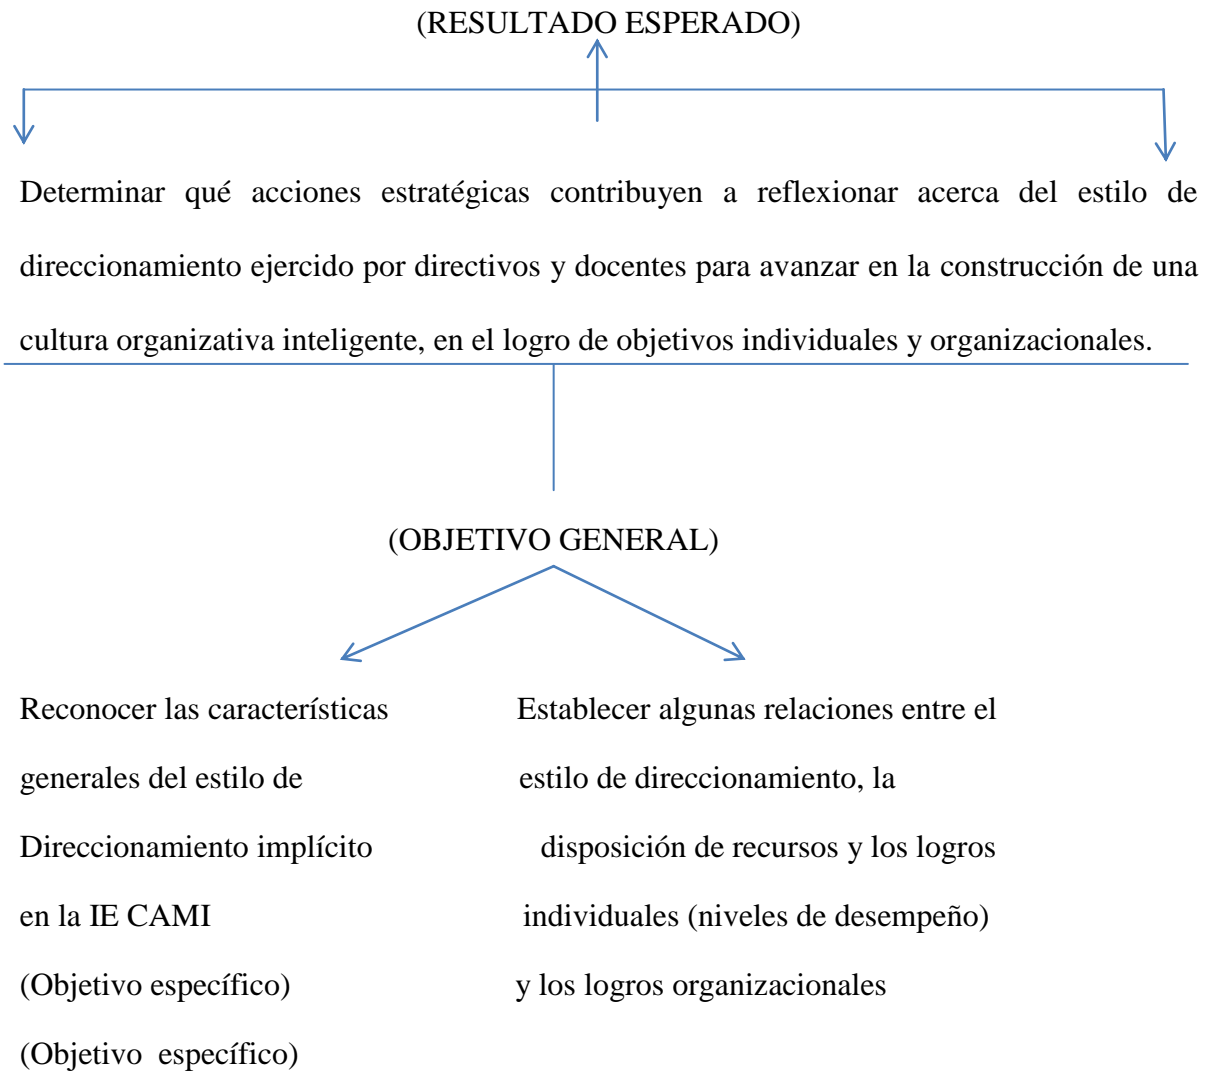 (RESULTADO ESPERADO)
Determinar qué acciones estratégicas contribuyen a reflexionar acerca del estilo de
direccionamiento ejercido por directivos y docentes para avanzar en la construcción de una
cultura organizativa inteligente, en el logro de objetivos individuales y organizacionales.
(OBJETIVO GENERAL)
Reconocer las características
generales del estilo de
Direccionamiento implícito
en la IE CAMI
(Objetivo específico)
(Objetivo específico)
Establecer algunas relaciones entre el
estilo de direccionamiento, la
disposición de recursos y los logros
individuales (niveles de desempeño)
y los logros organizacionales